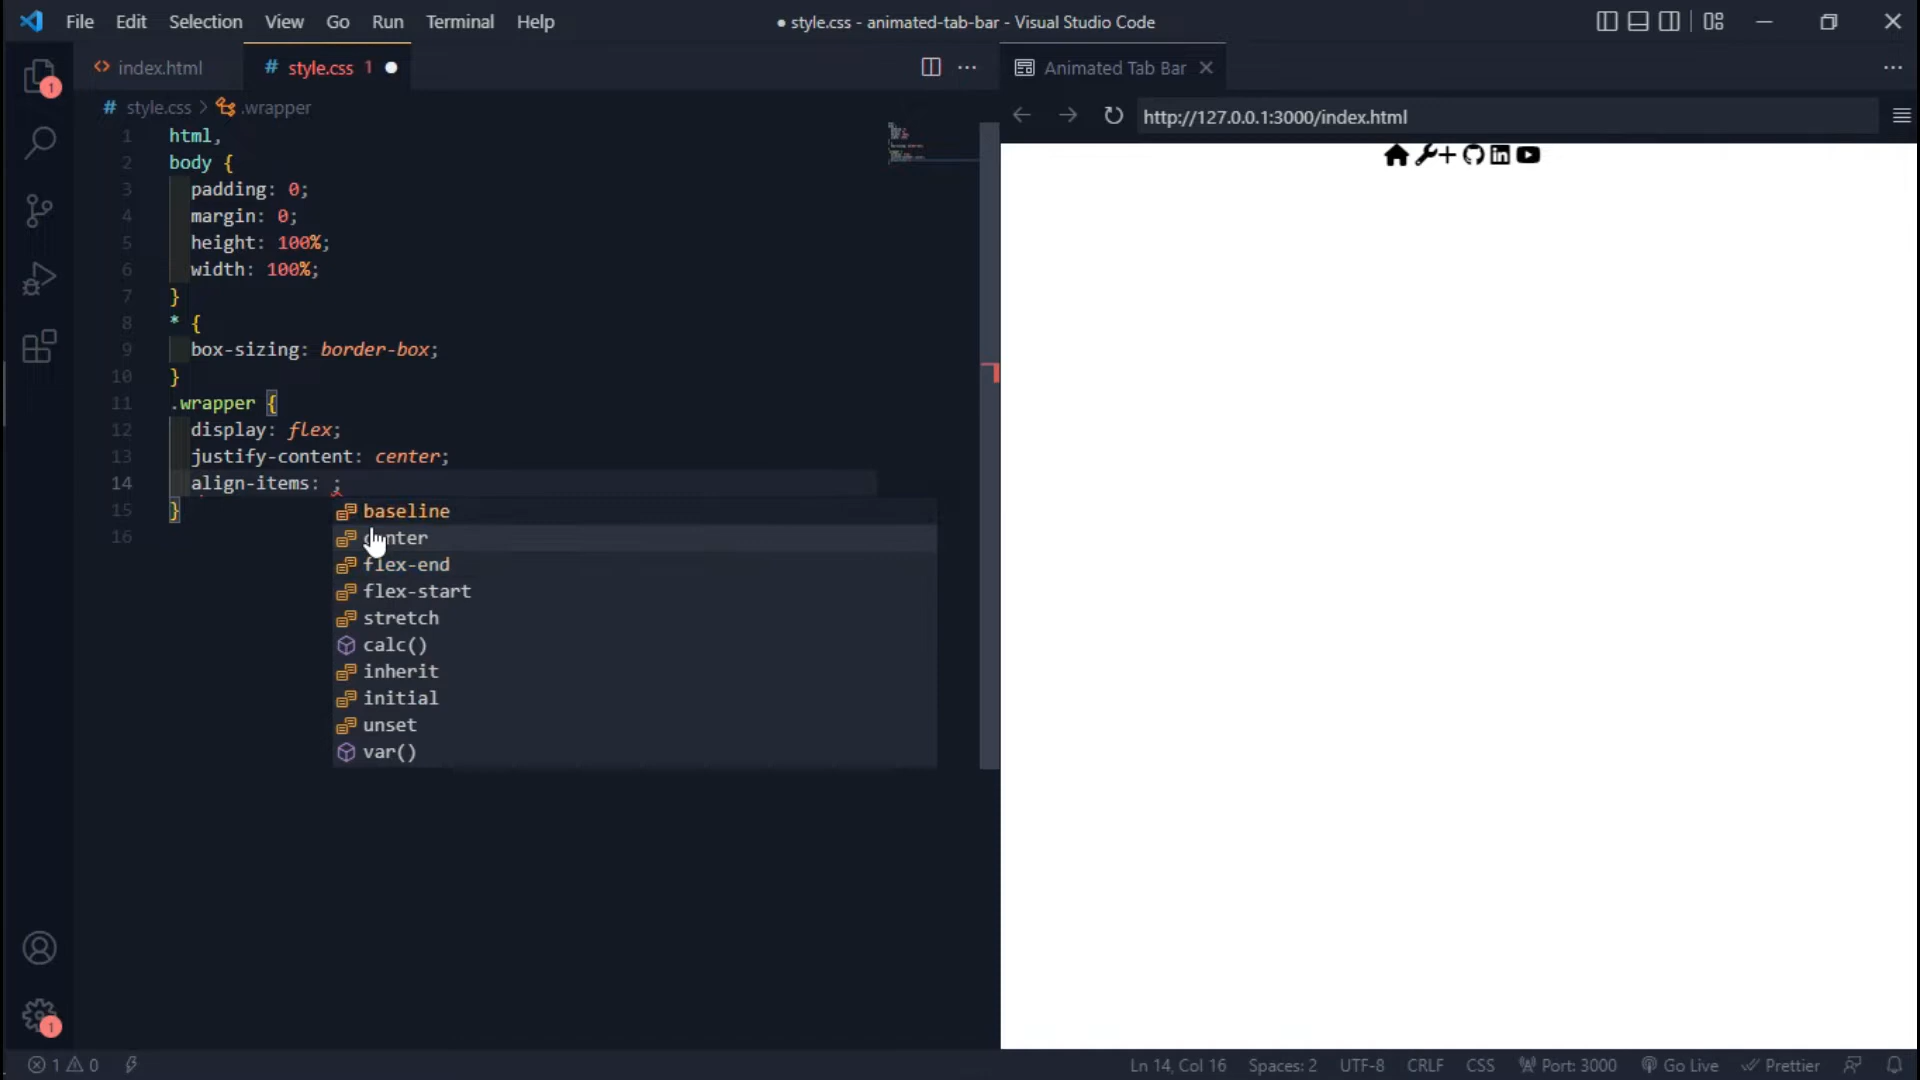 File Edit Selection View Go Run Terminal Help
● style.css - animated-tab-bar - Visual Studio Code
index.html
# style.css 1 ●
Animated Tab Bar
# style.css > .wrapper
http://127.0.0.1:3000/index.html
1 html,
2 body {
3 padding: 0;
4 margin: 0;
5 height: 100%;
6 width: 100%;
7 }
8 * {
9 box-sizing: border-box;
10 }
11 .wrapper {
12 display: flex;
13 justify-content: center;
14 align-items: ;
15 }
16
baseline
center
flex-end
flex-start
stretch
calc()
inherit
initial
unset
var()
1
1
1 0
Ln 14, Col 16 Spaces: 2 UTF-8 CRLF CSS Port: 3000 Go Live Prettier